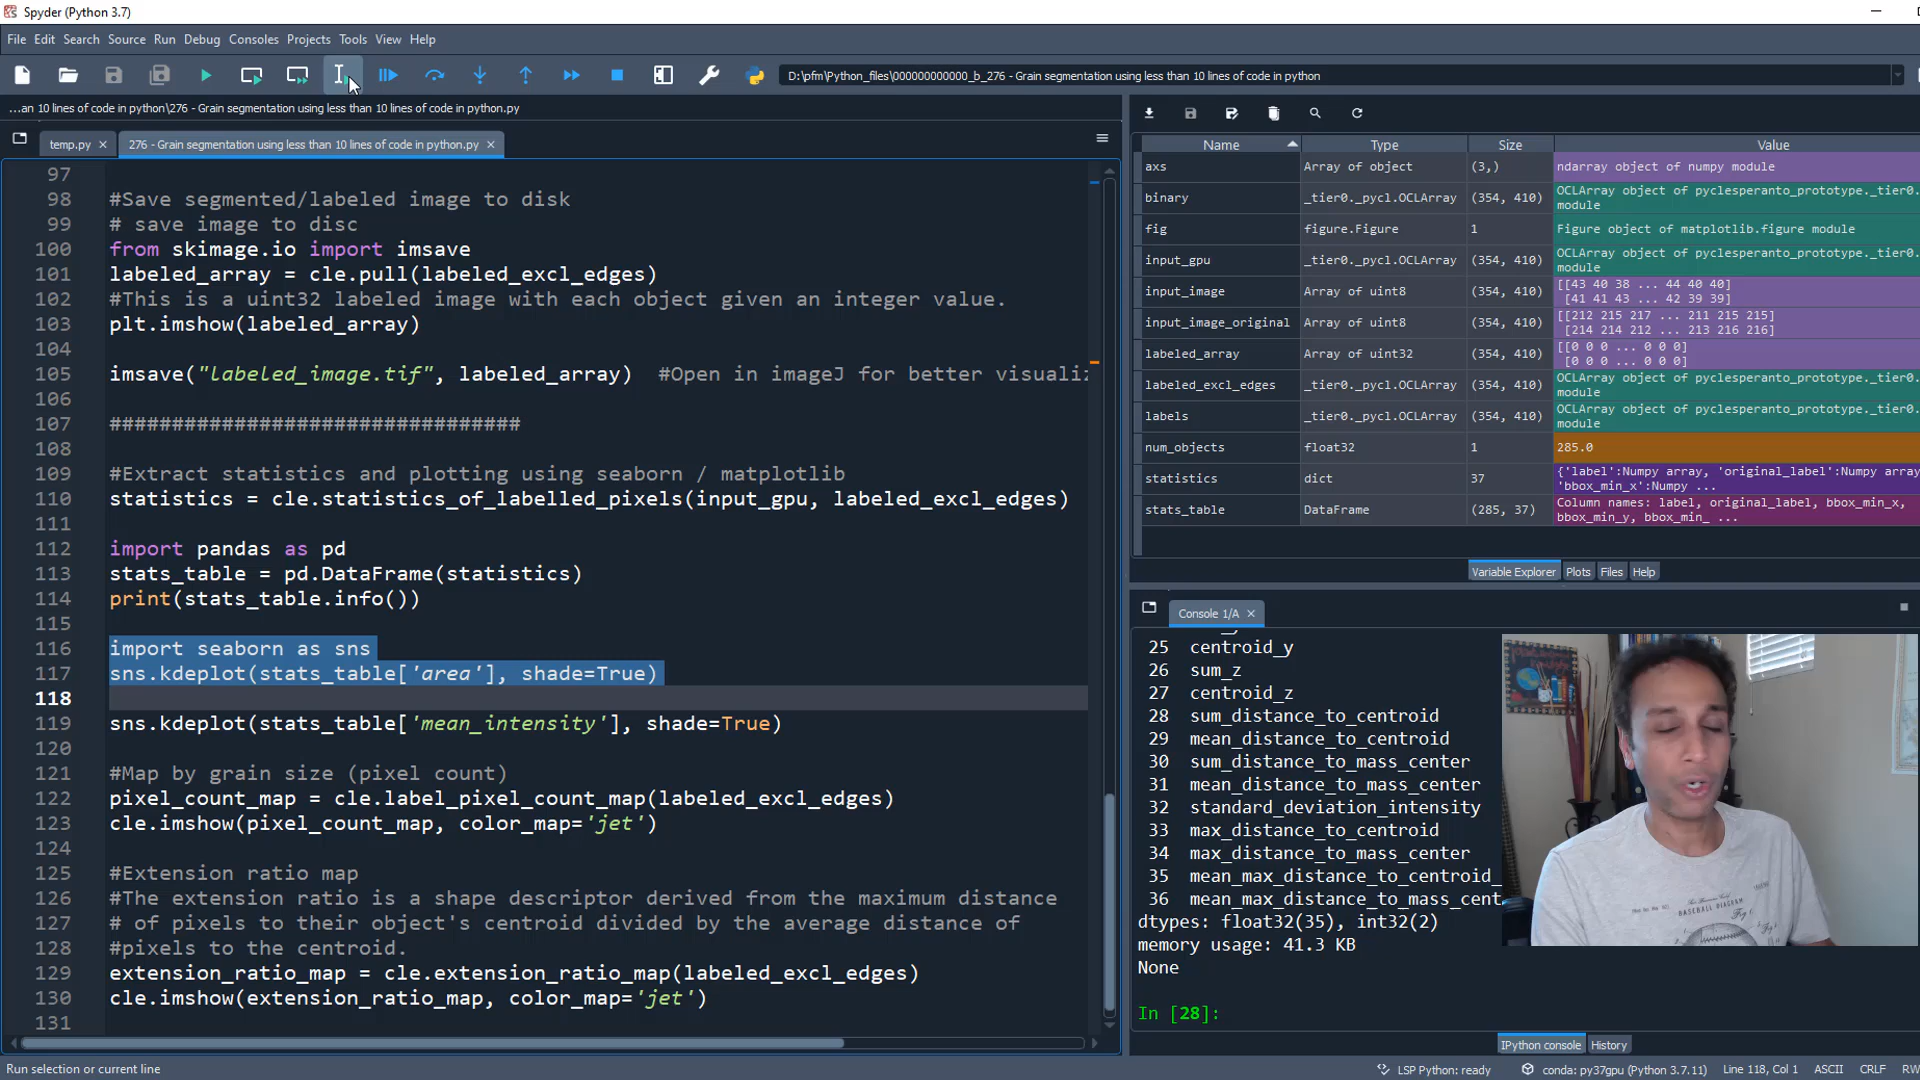 Spyder (Python 3.7)
File Edit Search Source Run Debug Consoles Projects Tools View Help
D:\pfm\Python_files\000000000000_b_276 - Grain segmentation using less than 10 lines of code in python
...an 10 lines of code in python\276 - Grain segmentation using less than 10 lines of code in python.py
temp.py
276 - Grain segmentation using less than 10 lines of code in python.py
97
98 #Save segmented/labeled image to disk
99 # save image to disc
100 from skimage.io import imsave
101 labeled_array = cle.pull(labeled_excl_edges)
102 #This is a uint32 labeled image with each object given an integer value.
103 plt.imshow(labeled_array)
104
105 imsave("labeled_image.tif", labeled_array)  #Open in imageJ for better visualiz
106
107 #################################
108
109 #Extract statistics and plotting using seaborn / matplotlib
110 statistics = cle.statistics_of_labelled_pixels(input_gpu, labeled_excl_edges)
111
112 import pandas as pd
113 stats_table = pd.DataFrame(statistics)
114 print(stats_table.info())
115
116 import seaborn as sns
117 sns.kdeplot(stats_table['area'], shade=True)
118
119 sns.kdeplot(stats_table['mean_intensity'], shade=True)
120
121 #Map by grain size (pixel count)
122 pixel_count_map = cle.label_pixel_count_map(labeled_excl_edges)
123 cle.imshow(pixel_count_map, color_map='jet')
124
125 #Extension ratio map
126 #The extension ratio is a shape descriptor derived from the maximum distance
127 # of pixels to their object's centroid divided by the average distance of
128 #pixels to the centroid.
129 extension_ratio_map = cle.extension_ratio_map(labeled_excl_edges)
130 cle.imshow(extension_ratio_map, color_map='jet')
131
Name Type Size Value
axs Array of object (3,) ndarray object of numpy module
binary _tier0._pycl.OCLArray (354, 410) OCLArray object of pyclesperanto_prototype._tier0.
module
fig figure.Figure 1 Figure object of matplotlib.figure module
input_gpu _tier0._pycl.OCLArray (354, 410) OCLArray object of pyclesperanto_prototype._tier0.
module
input_image Array of uint8 (354, 410) [[43 40 38 ... 44 40 40]
[41 41 43 ... 42 39 39]
input_image_original Array of uint8 (354, 410) [[212 215 217 ... 211 215 215]
[214 214 212 ... 213 216 216]
labeled_array Array of uint32 (354, 410) [[0 0 0 ... 0 0 0]
[0 0 0 ... 0 0 0]
labeled_excl_edges _tier0._pycl.OCLArray (354, 410) OCLArray object of pyclesperanto_prototype._tier0.
module
labels _tier0._pycl.OCLArray (354, 410) OCLArray object of pyclesperanto_prototype._tier0.
module
num_objects float32 1 285.0
statistics dict 37 {'label':Numpy array, 'original_label':Numpy array
'bbox_min_x':Numpy ...
stats_table DataFrame (285, 37) Column names: label, original_label, bbox_min_x,
bbox_min_y, bbox_min_ ...
Variable Explorer Plots Files Help
Console 1/A
25 centroid_y
26 sum_z
27 centroid_z
28 sum_distance_to_centroid
29 mean_distance_to_centroid
30 sum_distance_to_mass_center
31 mean_distance_to_mass_center
32 standard_deviation_intensity
33 max_distance_to_centroid
34 max_distance_to_mass_center
35 mean_max_distance_to_centroid_
36 mean_max_distance_to_mass_cent
dtypes: float32(35), int32(2)
memory usage: 41.3 KB
None
In [28]:
BASEBALL DIAGRAM
IPython console History
Run selection or current line
LSP Python: ready conda: py37gpu (Python 3.7.11) Line 118, Col 1 ASCII CRLF RW